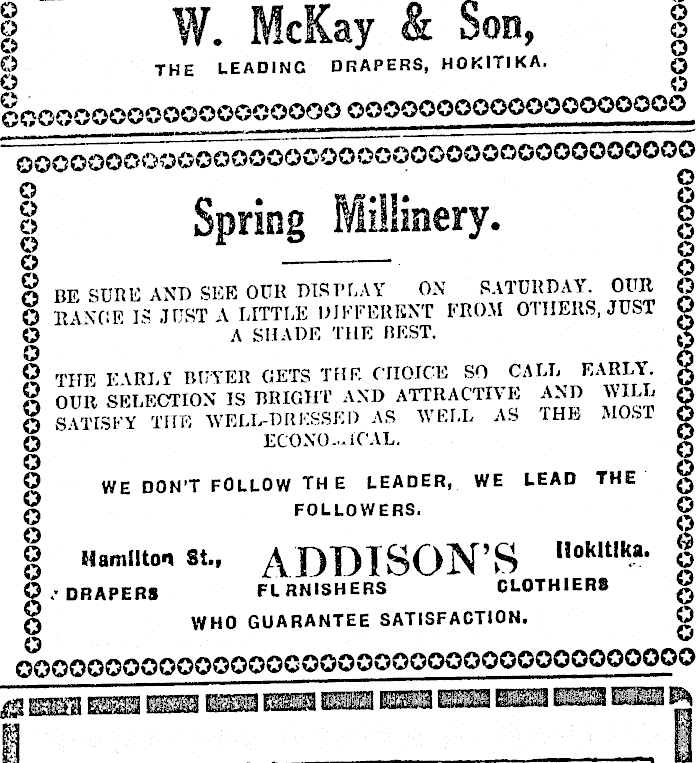 W. McKay & Son,
THE LEADING DRAPERS, HOKITIKA.
Spring Millinery.
BE SURE AND SEE OUR DISPLAY ON SATURDAY. OUR
RANGE IS JUST A LITTLE DIFFERENT FROM OTHERS, JUST
A SHADE THE BEST.
THE EARLY BUYER GETS THE CHOICE SO CALL EARLY.
OUR SELECTION IS BRIGHT AND ATTRACTIVE AND WILL
SATISFY THE WELL-DRESSED AS WELL AS THE MOST
ECONOMICAL.
WE DON'T FOLLOW THE LEADER, WE LEAD THE
FOLLOWERS.
Hamilton St., ADDISON'S Hokitika.
DRAPERS FURNISHERS CLOTHIERS
WHO GUARANTEE SATISFACTION.